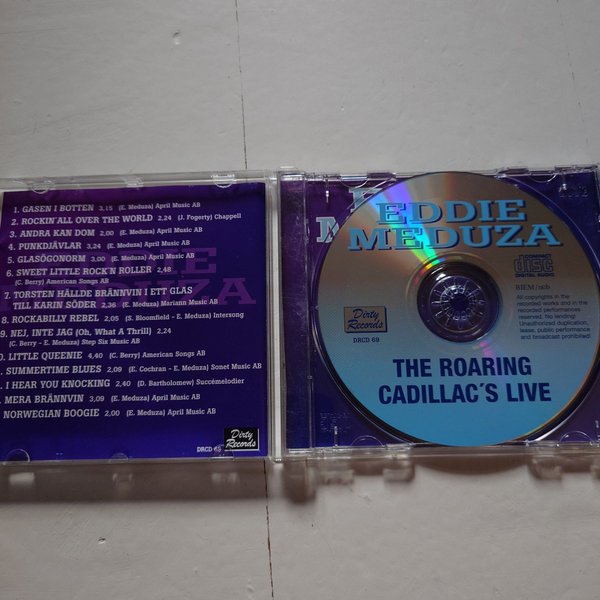 1. GASEN I BOTTEN 3,15 (E. Meduza) April Music AB
2. ROCKIN'ALL OVER THE WORLD 2,24 (J. Fogerty) Chappell
3. ANDRA KAN DOM 2,00 (E. Meduza) April Music AB
4. PUNKDJÄVLAR 3,24 (E. Meduza) April Music AB
5. GLASÖGONORM 3,00 (E. Meduza) April Music AB
6. SWEET LITTLE ROCK'N ROLLER 2,48
(C. Berry) American Songs AB
7. TORSTEN HÄLLDE BRÄNNVIN I ETT GLAS
TILL KARIN SÖDER 2,36 (E. Meduza) Mariann Music AB
8. ROCKABILLY REBEL 2,05 (S. Bloomfield - E. Meduza) Intersong
9. NEJ, INTE JAG (Oh, What A Thrill) 2,24
(C. Berry - E. Meduza) Step Six Music AB
0. LITTLE QUEENIE 4,40 (C. Berry) American Songs AB
. SUMMERTIME BLUES 2,09 (E. Cochran - E. Meduza) Sonet Music AB
. I HEAR YOU KNOCKING 2,40 (D. Bartholomew) Succémelodier
. MERA BRÄNNVIN 3,09 (E. Meduza) April Music AB
NORWEGIAN BOOGIE 2,00 (E. Meduza) April Music AB
DRCD 69
Dirty
Records
EDDIE
MEDUZA
COMPACT
disc
DIGITAL AUDIO
BIEM/ncb
All copyrights in the
recorded works and in the
recorded performances
reserved. No lending!
Unauthorized duplication,
lease, public performance
and broadcast prohibited!
Dirty
Records
DRCD 69
THE ROARING
CADILLAC´S LIVE